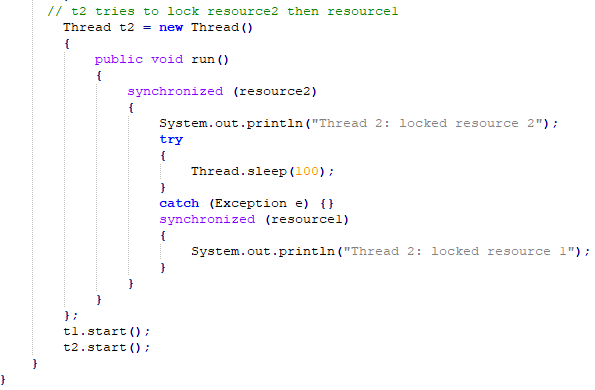 // t2 tries to lock resource2 then resource1
Thread t2 = new Thread()
{
public void run()
{
synchronized (resource2)
{
System.out.println("Thread 2: locked resource 2");
try
{
Thread.sleep(100);
}
catch (Exception e) {}
synchronized (resource1)
{
System.out.println("Thread 2: locked resource 1");
}
}
}
};
t1.start();
t2.start();
}
}